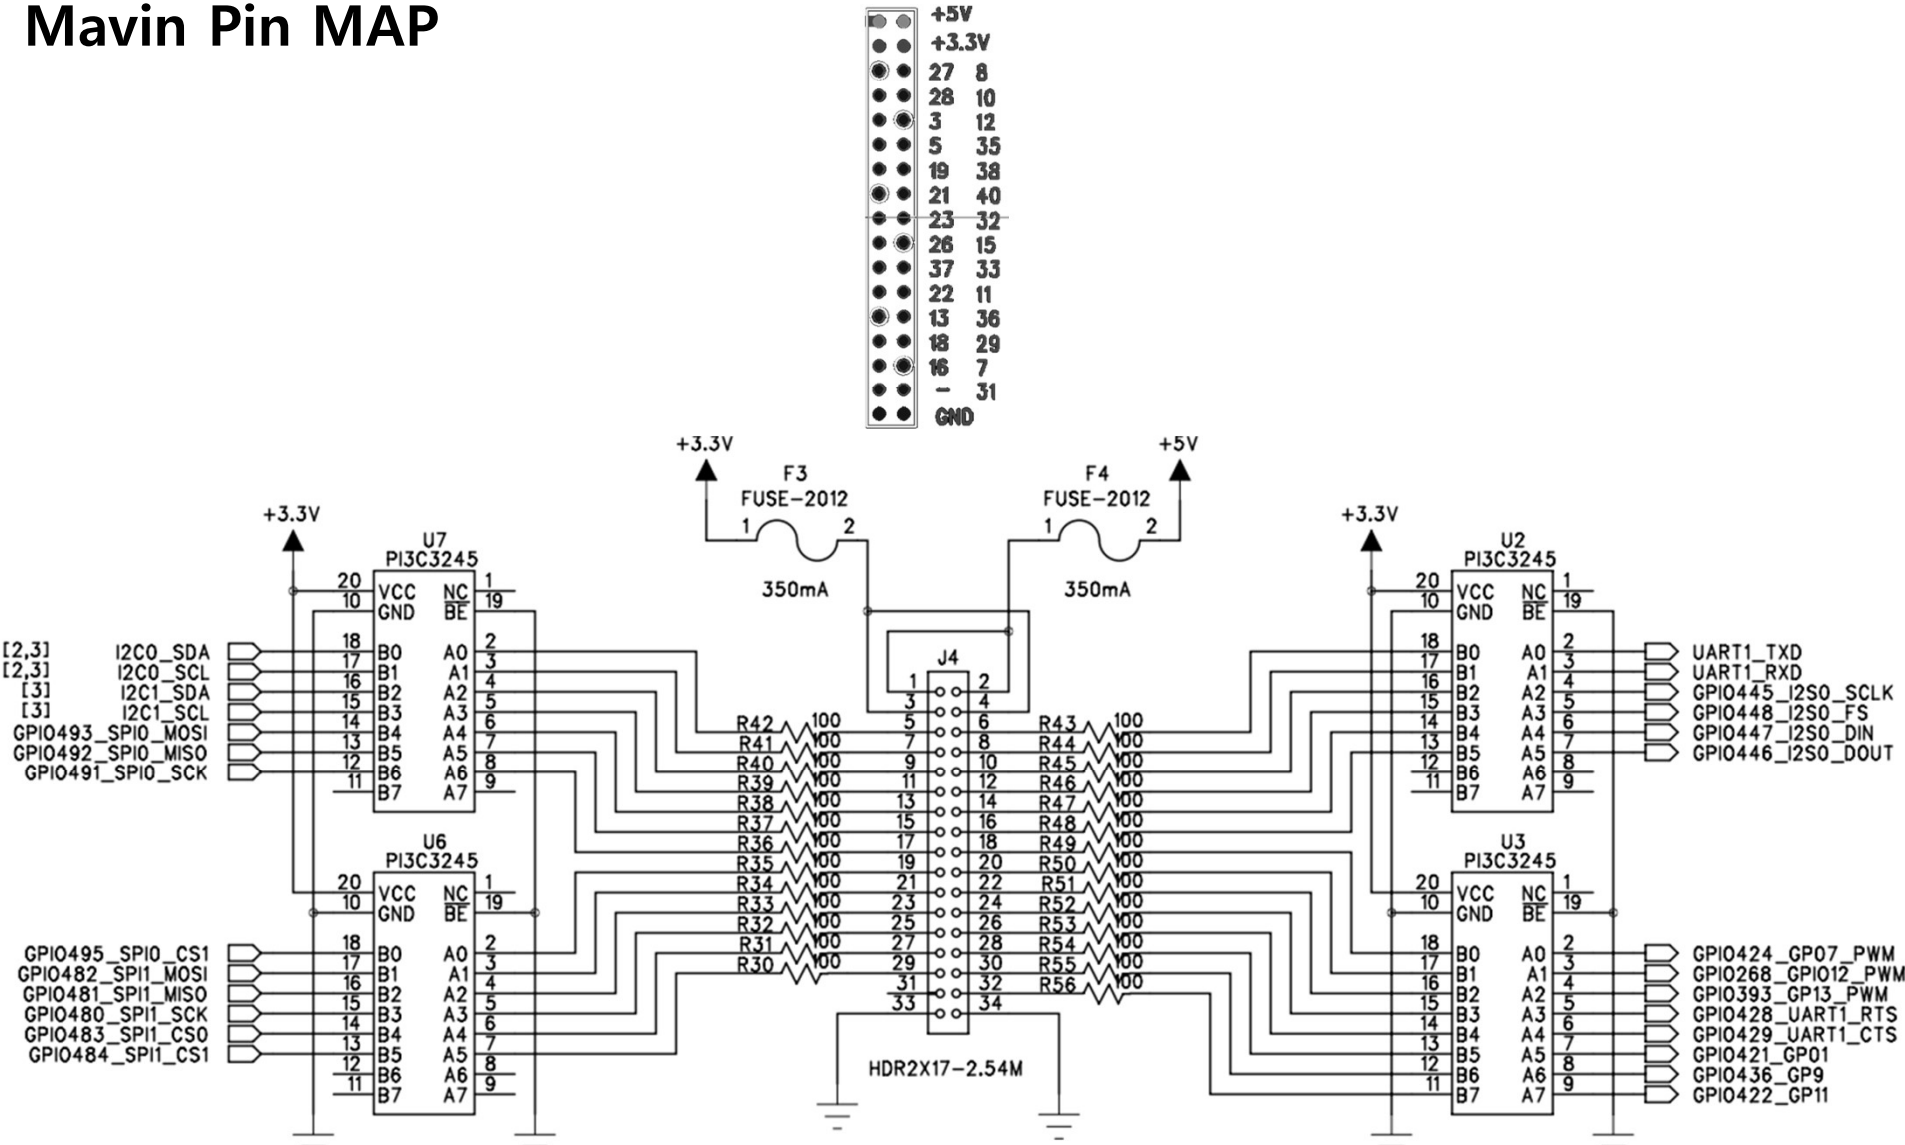 Mavin Pin MAP
+5V
+3.3V
27 8
28 10
3 12
5 35
19 38
21 40
23 32
26 15
37 33
22 11
13 36
18 29
16 7
- 31
GND
+3.3V
F3
FUSE-2012
1 2
350mA
+5V
F4
FUSE-2012
1 2
350mA
+3.3V
U7
PI3C3245
20 VCC NC 1
10 GND BE 19
[2,3] I2C0_SDA 18 B0 A0 2
[2,3] I2C0_SCL 17 B1 A1 3
[3] I2C1_SDA 16 B2 A2 4
[3] I2C1_SCL 15 B3 A3 5
GPIO493_SPI0_MOSI 14 B4 A4 6
GPIO492_SPI0_MISO 13 B5 A5 7
GPIO491_SPI0_SCK 12 B6 A6 8
11 B7 A7 9
U6
PI3C3245
20 VCC NC 1
10 GND BE 19
GPIO495_SPI0_CS1 18 B0 A0 2
GPIO482_SPI1_MOSI 17 B1 A1 3
GPIO481_SPI1_MISO 16 B2 A2 4
GPIO480_SPI1_SCK 15 B3 A3 5
GPIO483_SPI1_CS0 14 B4 A4 6
GPIO484_SPI1_CS1 13 B5 A5 7
12 B6 A6 8
11 B7 A7 9
J4
1 2
3 4
R42 100 5 6 R43 100
R41 100 7 8 R44 100
R40 100 9 10 R45 100
R39 100 11 12 R46 100
R38 100 13 14 R47 100
R37 100 15 16 R48 100
R36 100 17 18 R49 100
R35 100 19 20 R50 100
R34 100 21 22 R51 100
R33 100 23 24 R52 100
R32 100 25 26 R53 100
R31 100 27 28 R54 100
R30 100 29 30 R55 100
31 32 R56 100
33 34
HDR2X17-2.54M
+3.3V
U2
PI3C3245
20 VCC NC 1
10 GND BE 19
18 B0 A0 2 UART1_TXD
17 B1 A1 3 UART1_RXD
16 B2 A2 4 GPIO445_I2S0_SCLK
15 B3 A3 5 GPIO448_I2S0_FS
14 B4 A4 6 GPIO447_I2S0_DIN
13 B5 A5 7 GPIO446_I2S0_DOUT
12 B6 A6 8
11 B7 A7 9
U3
PI3C3245
20 VCC NC 1
10 GND BE 19
18 B0 A0 2 GPIO424_GP07_PWM
17 B1 A1 3 GPIO268_GPIO12_PWM
16 B2 A2 4 GPIO393_GP13_PWM
15 B3 A3 5 GPIO428_UART1_RTS
14 B4 A4 6 GPIO429_UART1_CTS
13 B5 A5 7 GPIO421_GP01
12 B6 A6 8 GPIO436_GP9
11 B7 A7 9 GPIO422_GP11